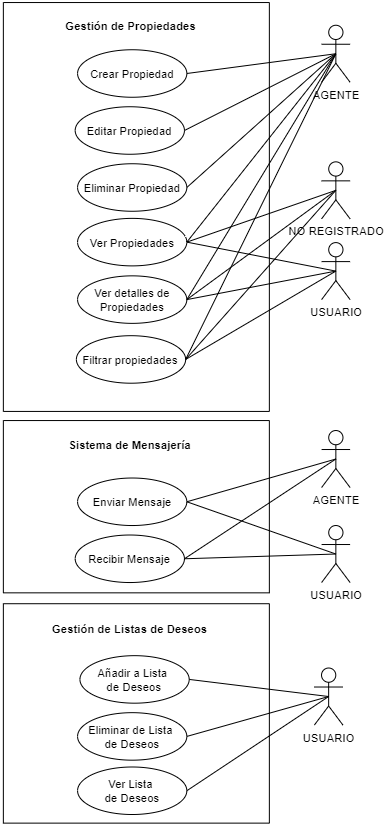 Gestión de Propiedades
Crear Propiedad
AGENTE
Editar Propiedad
Eliminar Propiedad
NO REGISTRADO
Ver Propiedades
Ver detalles de
Propiedades
USUARIO
Filtrar propiedades
Sistema de Mensajería
Enviar Mensaje
AGENTE
Recibir Mensaje
USUARIO
Gestión de Listas de Deseos
Añadir a Lista
de Deseos
Eliminar de Lista
de Deseos
USUARIO
Ver Lista
de Deseos